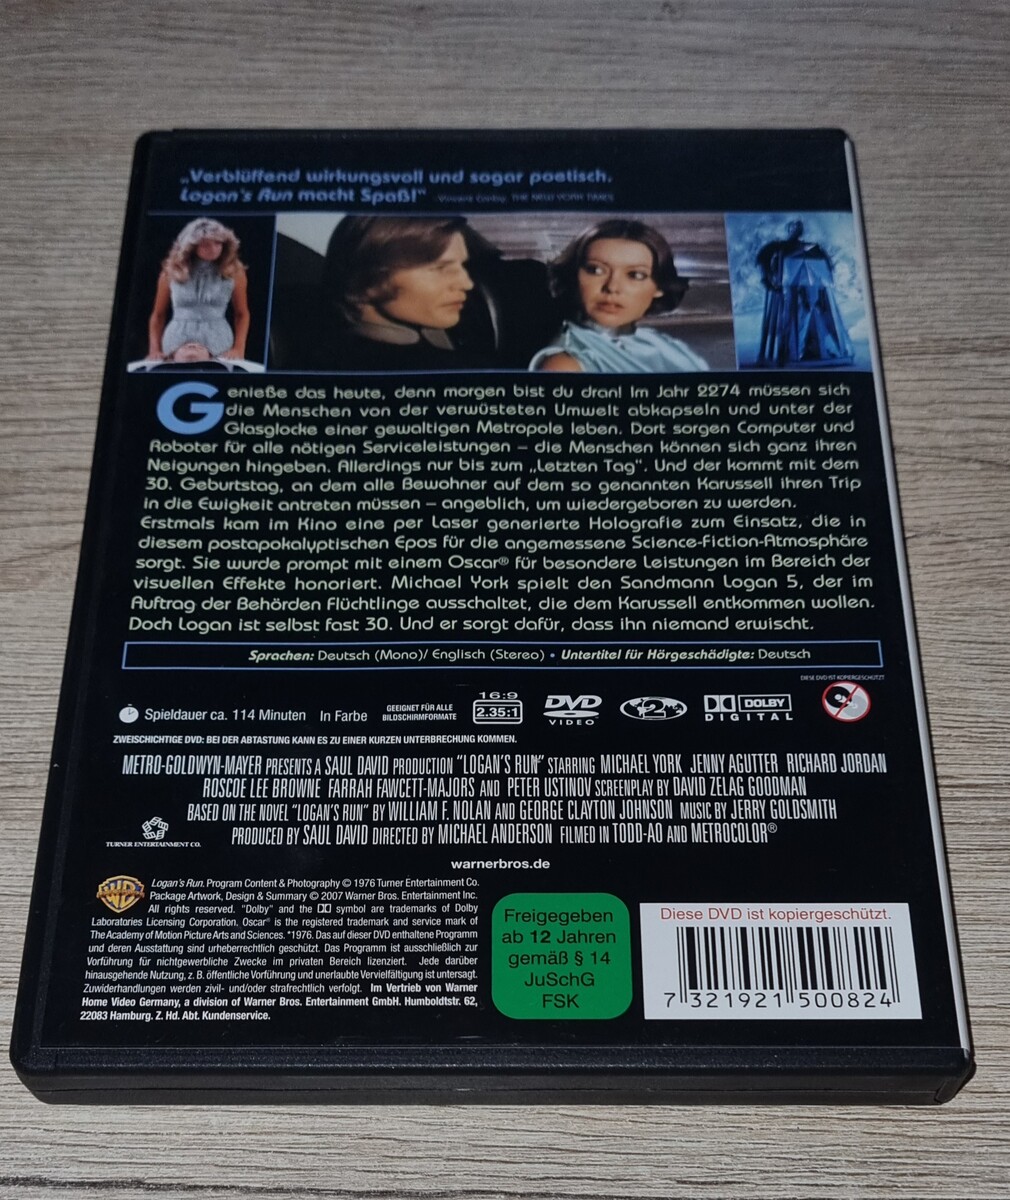 „Verblüffend wirkungsvoll und sogar poetisch.
Logan's Run macht Spaß!“ -Vincent Canby, THE NEW YORK TIMES
Genieße das heute, denn morgen bist du dran! Im Jahr 2274 müssen sich
die Menschen von der verwüsteten Umwelt abkapseln und unter der
Glasglocke einer gewaltigen Metropole leben. Dort sorgen Computer und
Roboter für alle nötigen Serviceleistungen – die Menschen können sich ganz ihren
Neigungen hingeben. Allerdings nur bis zum „Letzten Tag“. Und der kommt mit dem
30. Geburtstag, an dem alle Bewohner auf dem so genannten Karussell ihren Trip
in die Ewigkeit antreten müssen – angeblich, um wiedergeboren zu werden.
Erstmals kam im Kino eine per Laser generierte Holografie zum Einsatz, die in
diesem postapokalyptischen Epos für die angemessene Science-Fiction-Atmosphäre
sorgt. Sie wurde prompt mit einem Oscar® für besondere Leistungen im Bereich der
visuellen Effekte honoriert. Michael York spielt den Sandmann Logan 5, der im
Auftrag der Behörden Flüchtlinge ausschaltet, die dem Karussell entkommen wollen.
Doch Logan ist selbst fast 30. Und er sorgt dafür, dass ihn niemand erwischt.
Sprachen: Deutsch (Mono)/ Englisch (Stereo) • Untertitel für Hörgeschädigte: Deutsch
DIESE DVD IST KOPIERGESCHÜTZT
Spieldauer ca. 114 Minuten In Farbe
GEEIGNET FÜR ALLE
BILDSCHIRMFORMATE
16:9
2.35:1
DVD
VIDEO
2
DOLBY
DIGITAL
ZWEISCHICHTIGE DVD: BEI DER ABTASTUNG KANN ES ZU EINER KURZEN UNTERBRECHUNG KOMMEN.
METRO-GOLDWYN-MAYER PRESENTS A SAUL DAVID PRODUCTION "LOGAN'S RUN" STARRING MICHAEL YORK JENNY AGUTTER RICHARD JORDAN
ROSCOE LEE BROWNE FARRAH FAWCETT-MAJORS AND PETER USTINOV SCREENPLAY BY DAVID ZELAG GOODMAN
BASED ON THE NOVEL "LOGAN'S RUN" BY WILLIAM F. NOLAN AND GEORGE CLAYTON JOHNSON MUSIC BY JERRY GOLDSMITH
PRODUCED BY SAUL DAVID DIRECTED BY MICHAEL ANDERSON FILMED IN TODD-AO AND METROCOLOR®
TURNER ENTERTAINMENT CO.
warnerbros.de
WB
Logan's Run. Program Content & Photography © 1976 Turner Entertainment Co.
Package Artwork, Design & Summary © 2007 Warner Bros. Entertainment Inc.
All rights reserved. "Dolby" and the DD symbol are trademarks of Dolby
Laboratories Licensing Corporation. Oscar® is the registered trademark and service mark of
The Academy of Motion Picture Arts and Sciences. *1976. Das auf dieser DVD enthaltene Programm
und deren Ausstattung sind urheberrechtlich geschützt. Das Programm ist ausschließlich zur
Vorführung für nichtgewerbliche Zwecke im privaten Bereich lizenziert. Jede darüber
hinausgehende Nutzung, z. B. öffentliche Vorführung und unerlaubte Vervielfältigung ist untersagt.
Zuwiderhandlungen werden zivil- und/oder strafrechtlich verfolgt. Im Vertrieb von Warner
Home Video Germany, a division of Warner Bros. Entertainment GmbH. Humboldtstr. 62,
22083 Hamburg. Z. Hd. Abt. Kundenservice.
Freigegeben
ab 12 Jahren
gemäß § 14
JuSchG
FSK
Diese DVD ist kopiergeschützt.
7 321921 500824